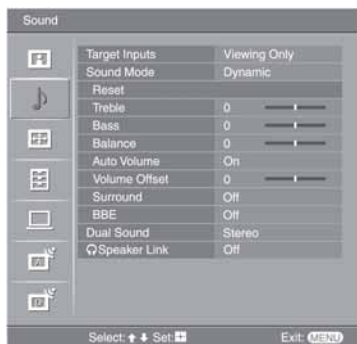 Sound
Target Inputs Viewing Only
Sound Mode Dynamic
Reset
Treble 0
Bass 0
Balance 0
Auto Volume On
Volume Offset 0
Surround Off
BBE Off
Dual Sound Stereo
Speaker Link Off
Select: Set: Exit: MENU